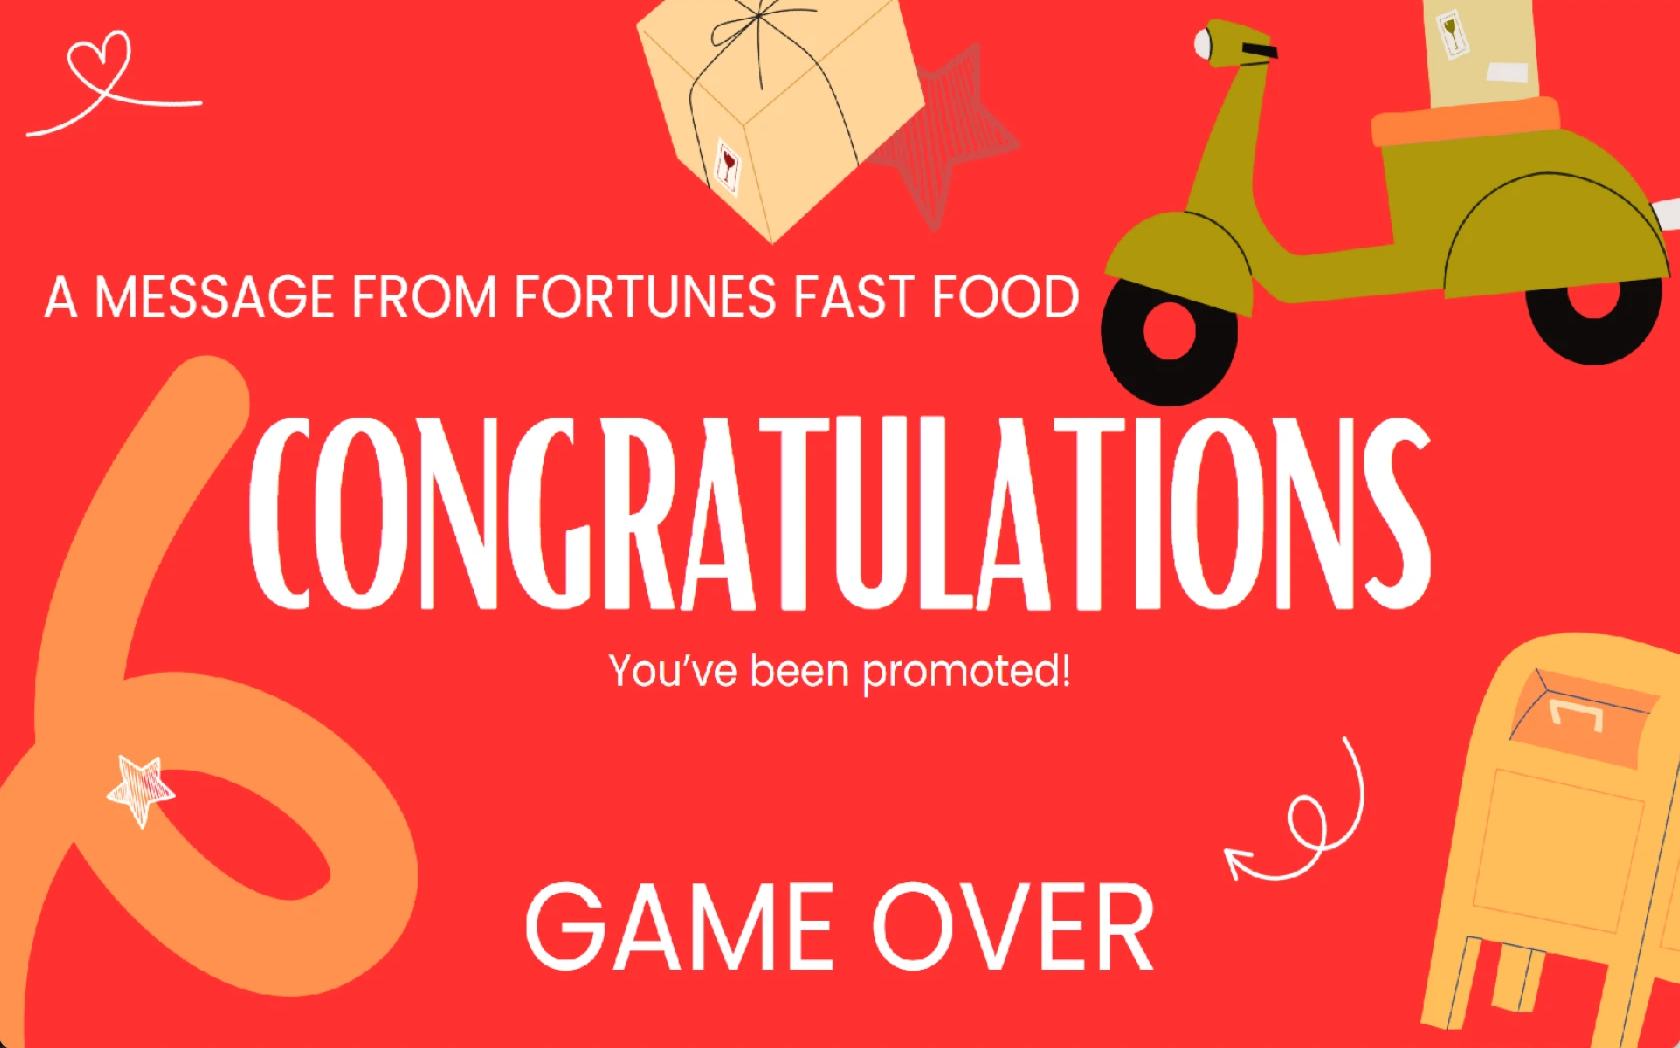 A MESSAGE FROM FORTUNES FAST FOOD
CONGRATULATIONS
You've been promoted!
GAME OVER